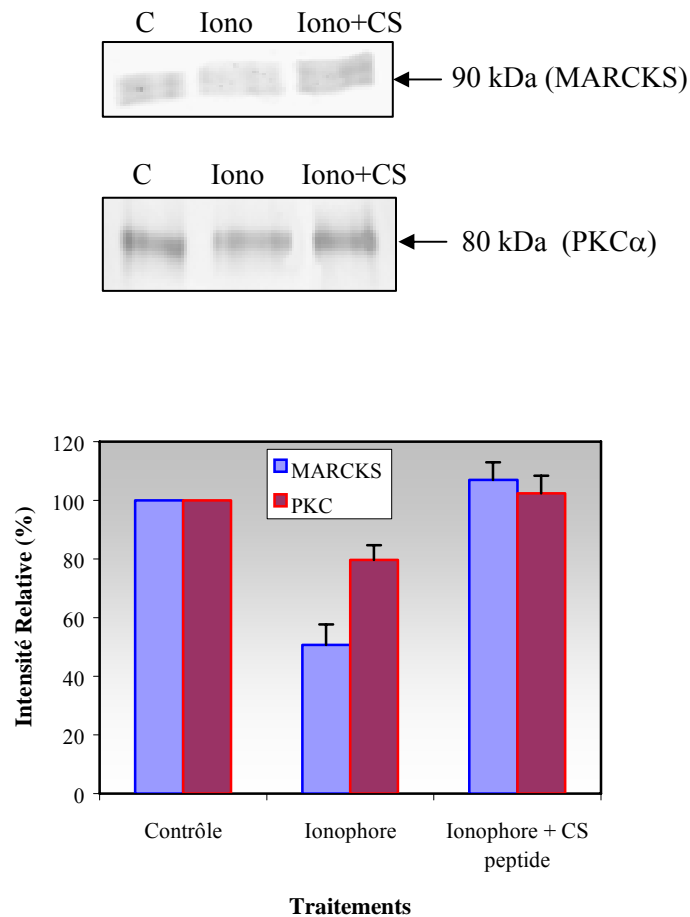 C Iono Iono+CS
90 kDa (MARCKS)
C Iono Iono+CS
80 kDa (PKCα)
120
100
80
60
40
20
0
Intensité Relative (%)
MARCKS
PKC
Contrôle Ionophore Ionophore + CS
peptide
Traitements